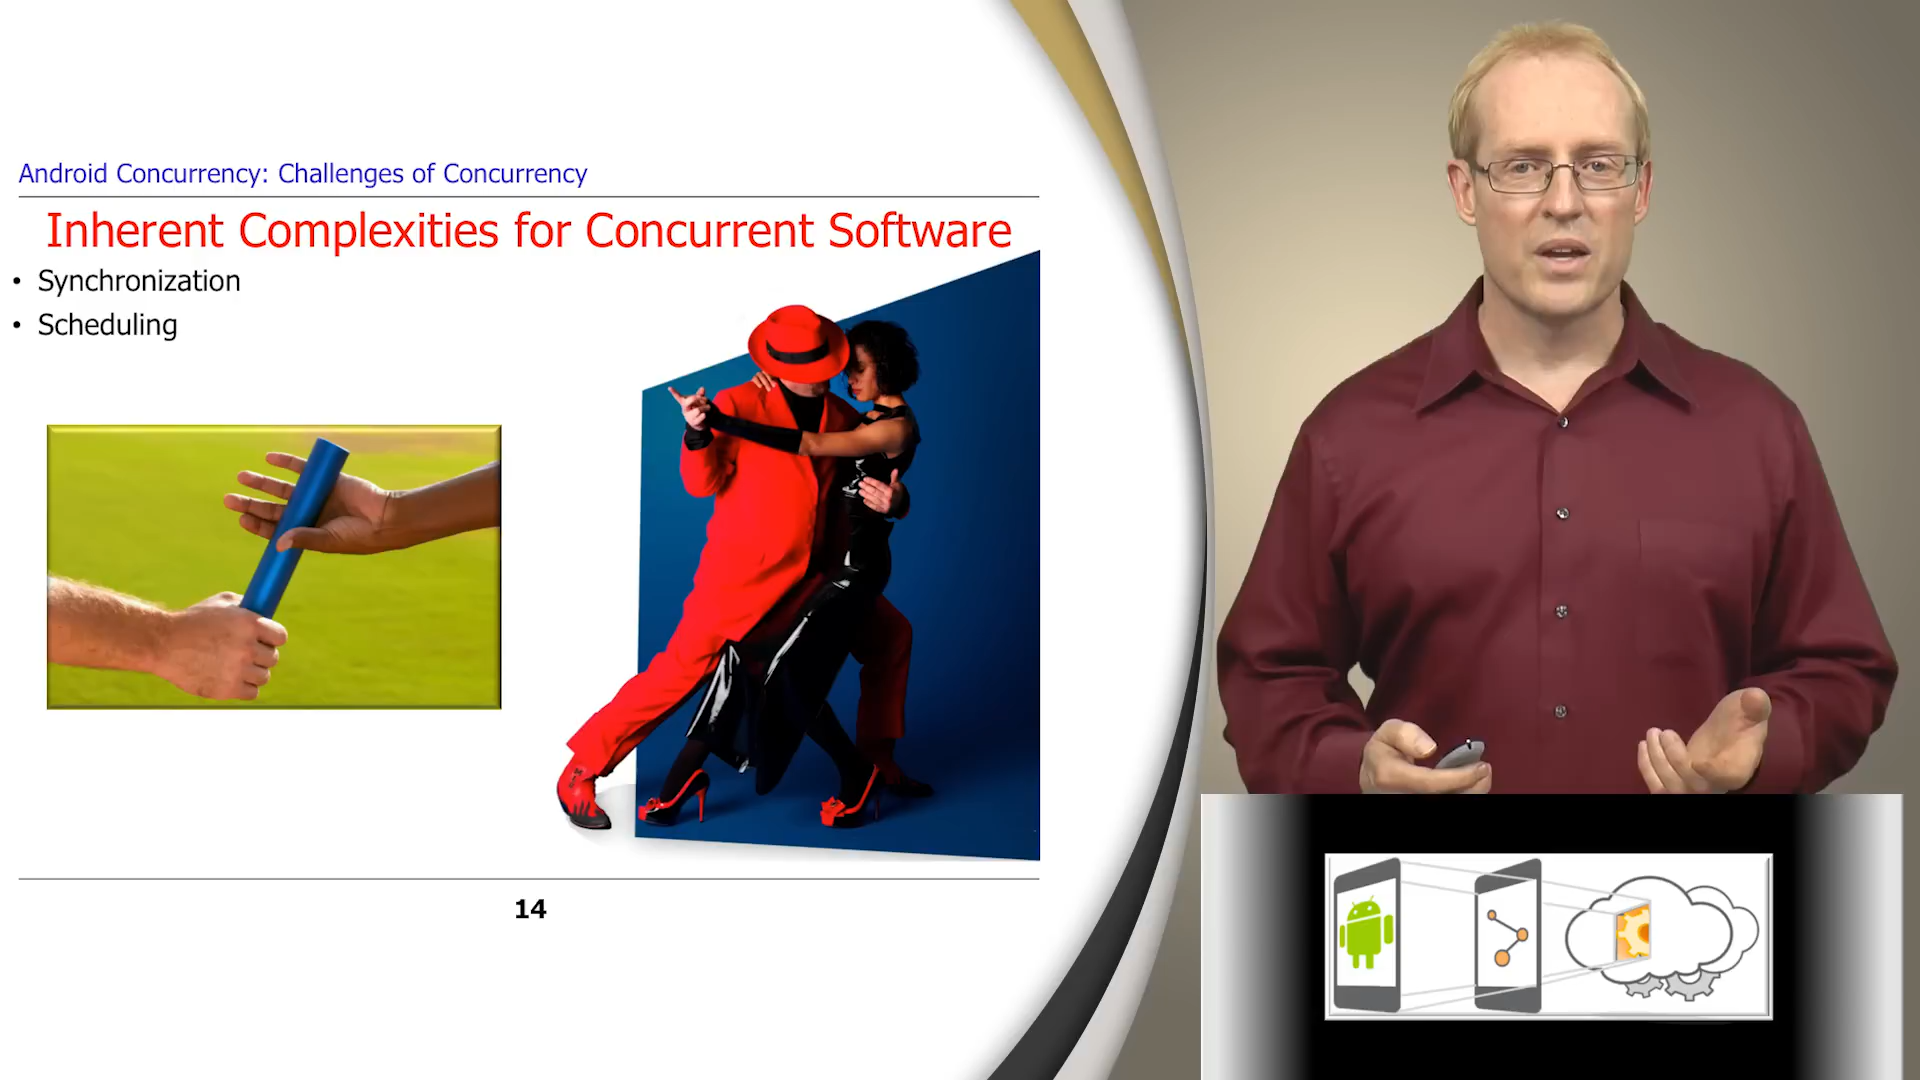 Android Concurrency: Challenges of Concurrency
Inherent Complexities for Concurrent Software
• Synchronization
• Scheduling
14